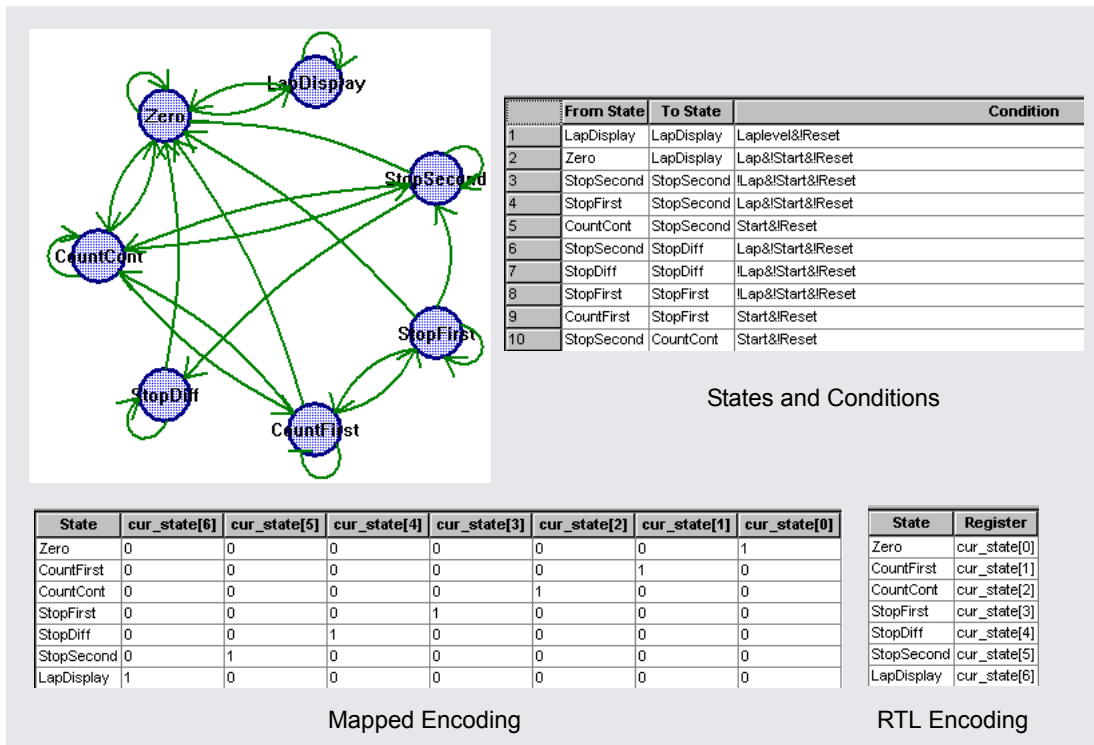 LapDisplay
Zero
StopSecond
CountCont
StopFirst
StopDiff
CountFirst
From State To State Condition
1 LapDisplay LapDisplay Laplevel&!Reset
2 Zero LapDisplay Lap&!Start&!Reset
3 StopSecond StopSecond !Lap&!Start&!Reset
4 StopFirst StopSecond Lap&!Start&!Reset
5 CountCont StopSecond Start&!Reset
6 StopSecond StopDiff Lap&!Start&!Reset
7 StopDiff StopDiff !Lap&!Start&!Reset
8 StopFirst StopFirst !Lap&!Start&!Reset
9 CountFirst StopFirst Start&!Reset
10 StopSecond CountCont Start&!Reset
States and Conditions
State cur_state[6] cur_state[5] cur_state[4] cur_state[3] cur_state[2] cur_state[1] cur_state[0]
Zero 0 0 0 0 0 0 1
CountFirst 0 0 0 0 0 1 0
CountCont 0 0 0 0 1 0 0
StopFirst 0 0 0 1 0 0 0
StopDiff 0 0 1 0 0 0 0
StopSecond 0 1 0 0 0 0 0
LapDisplay 1 0 0 0 0 0 0
Mapped Encoding
State Register
Zero cur_state[0]
CountFirst cur_state[1]
CountCont cur_state[2]
StopFirst cur_state[3]
StopDiff cur_state[4]
StopSecond cur_state[5]
LapDisplay cur_state[6]
RTL Encoding